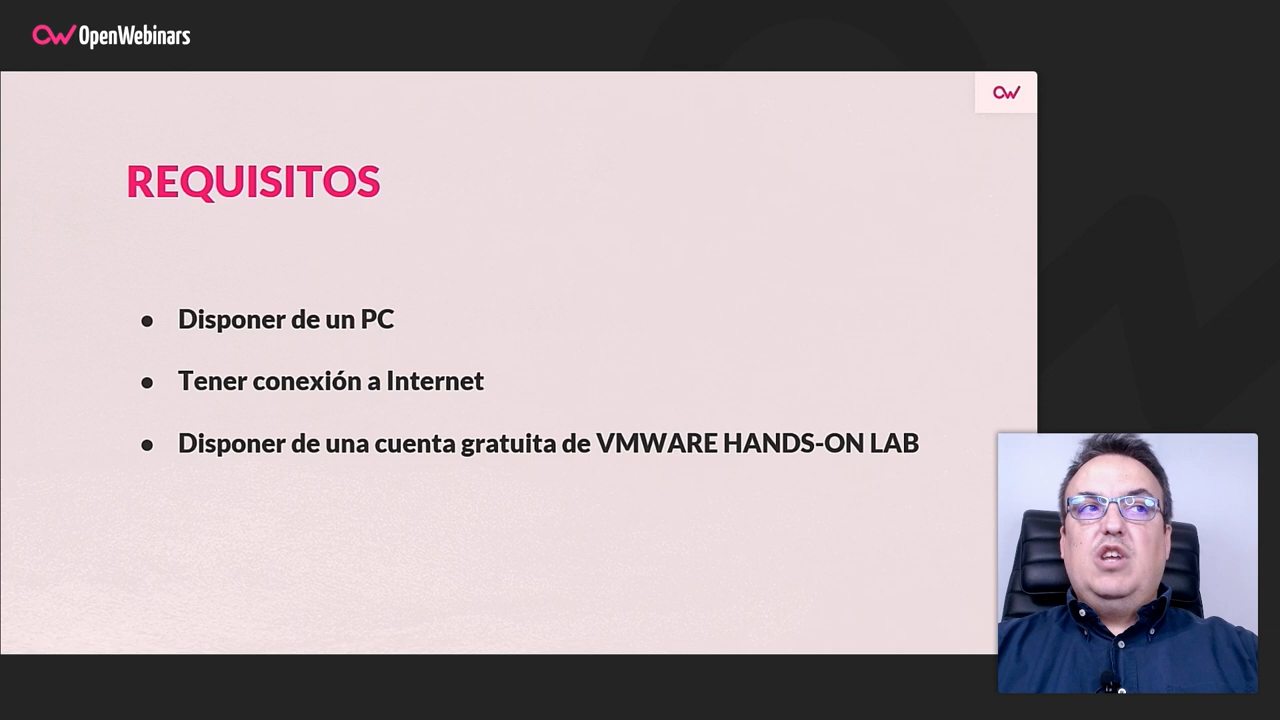 OpenWebinars
REQUISITOS
● Disponer de un PC
● Tener conexión a Internet
● Disponer de una cuenta gratuita de VMWARE HANDS-ON LAB